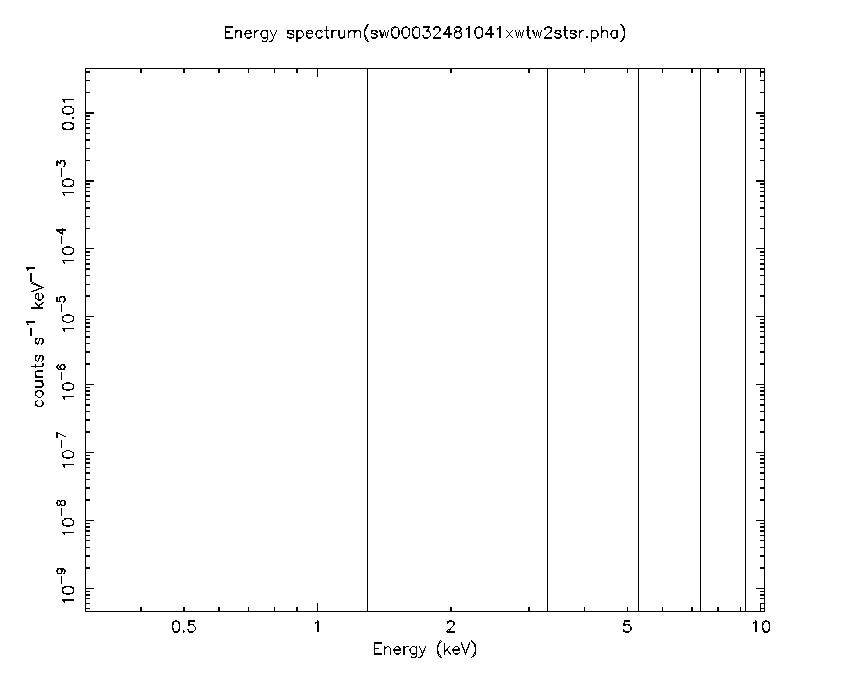 Energy spectrum(sw00032481041xwtw2stsr.pha)
0.01
10⁻³
10⁻⁴
10⁻⁵
10⁻⁶
10⁻⁷
10⁻⁸
10⁻⁹
counts s⁻¹ keV⁻¹
0.5 1 2 5 10
Energy (keV)